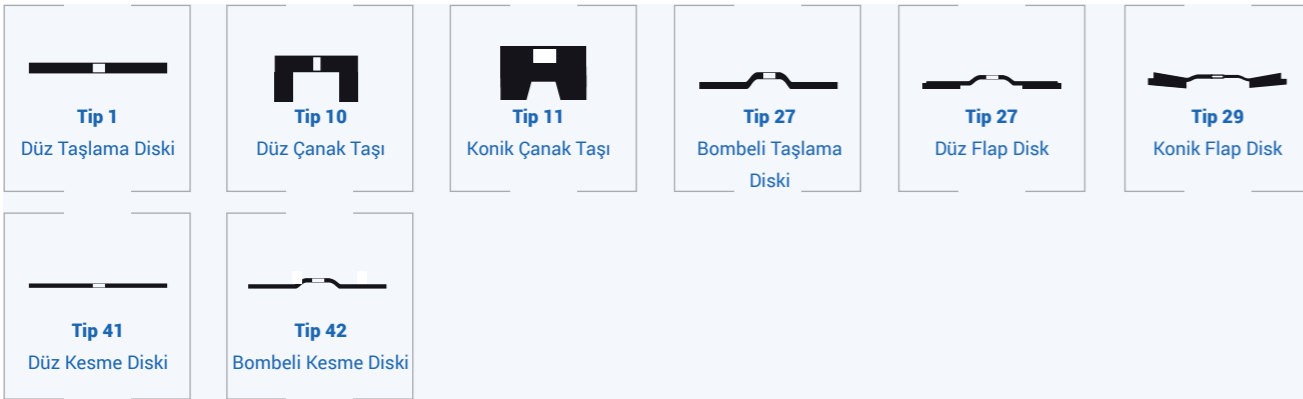 Tip 1
Düz Taşlama Diski
Tip 10
Düz Çanak Taşı
Tip 11
Konik Çanak Taşı
Tip 27
Bombeli Taşlama
Diski
Tip 27
Düz Flap Disk
Tip 29
Konik Flap Disk
Tip 41
Düz Kesme Diski
Tip 42
Bombeli Kesme Diski